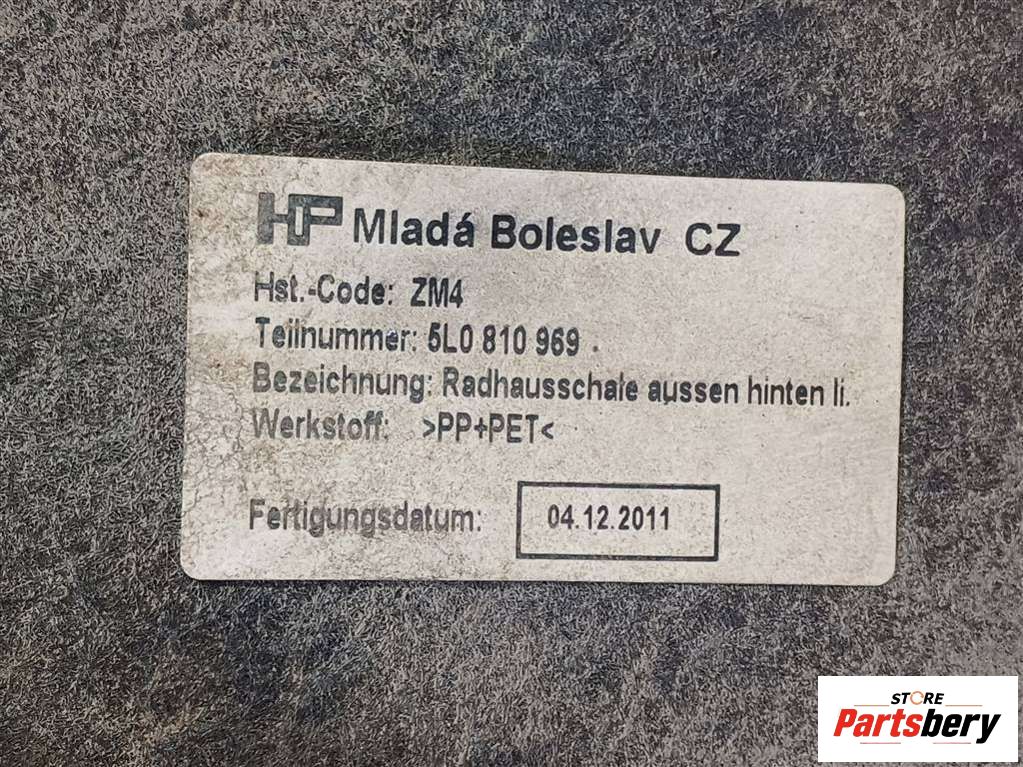 HP Mladá Boleslav CZ
Hst.-Code: ZM4
Teilnummer: 5L0 810 969
Bezeichnung: Radhausschale aussen hinten li.
Werkstoff: >PP+PET<
Fertigungsdatum: 04.12.2011
STORE
Partsbery